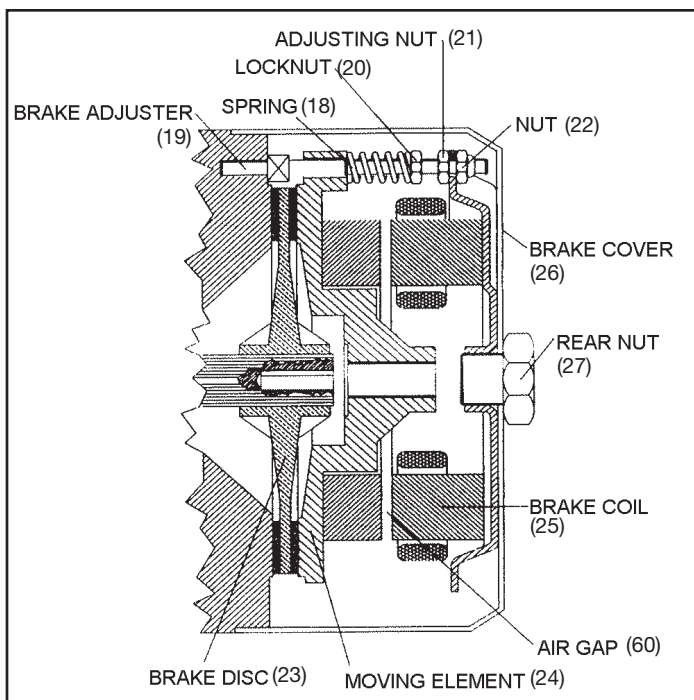 ADJUSTING NUT (21)
LOCKNUT (20)
SPRING (18)
BRAKE ADJUSTER
(19)
NUT (22)
BRAKE COVER
(26)
REAR NUT
(27)
BRAKE COIL
(25)
AIR GAP (60)
BRAKE DISC (23)
MOVING ELEMENT (24)